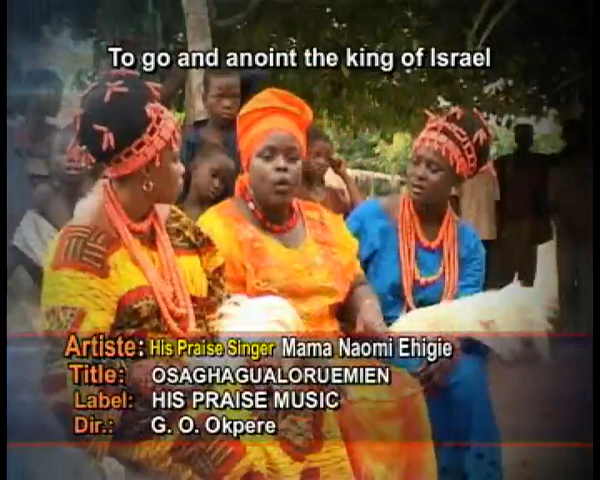 To go and anoint the king of Israel
Artiste: His Praise Singer Mama Naomi Ehigie
Title: OSAGHAGUALORUEMIEN
Label: HIS PRAISE MUSIC
Dir.: G. O. Okpere